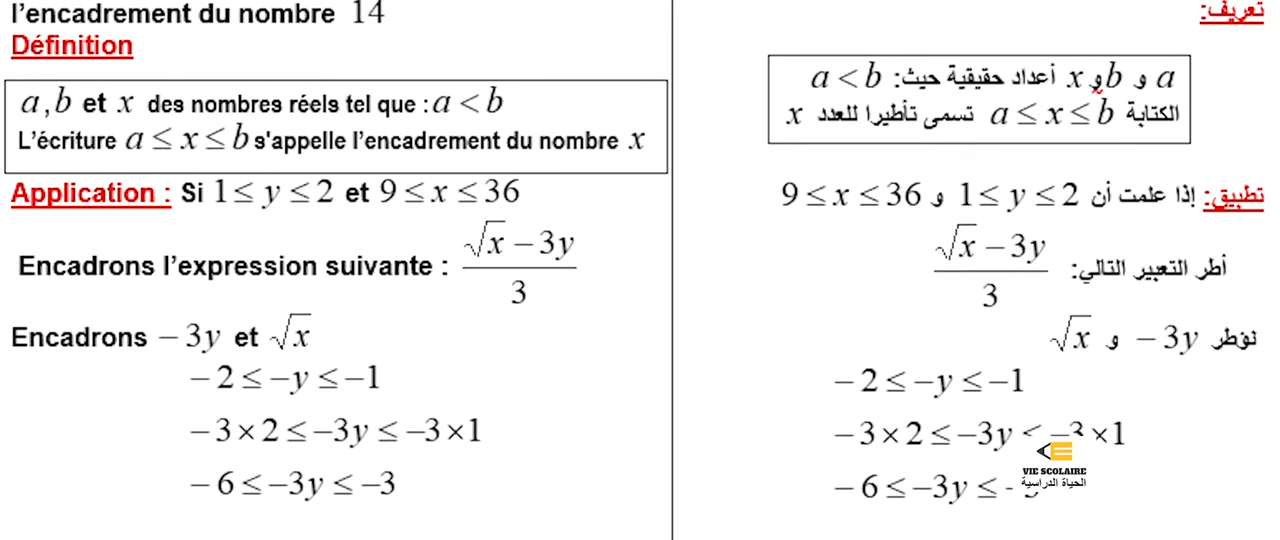 l'encadrement du nombre 14
Définition
a, b et x des nombres réels tel que : a < b
L'écriture a ≤ x ≤ b s'appelle l'encadrement du nombre x
Application : Si 1 ≤ y ≤ 2 et 9 ≤ x ≤ 36
Encadrons l'expression suivante : (√x − 3y)/3
Encadrons − 3y et √x
− 2 ≤ −y ≤ −1
− 3 × 2 ≤ −3y ≤ −3 × 1
− 6 ≤ −3y ≤ −3
تعريف:
a و b و x أعداد حقيقية حيث: a < b
الكتابة a ≤ x ≤ b تسمى تأطيرا للعدد x
تطبيق: إذا علمت أن 1 ≤ y ≤ 2 و 9 ≤ x ≤ 36
أطر التعبير التالي: (√x − 3y)/3
نؤطر − 3y و √x
− 2 ≤ −y ≤ −1
− 3 × 2 ≤ −3y ≤ −3 × 1
− 6 ≤ −3y ≤ -
VIE SCOLAIRE
الحياة الدراسية